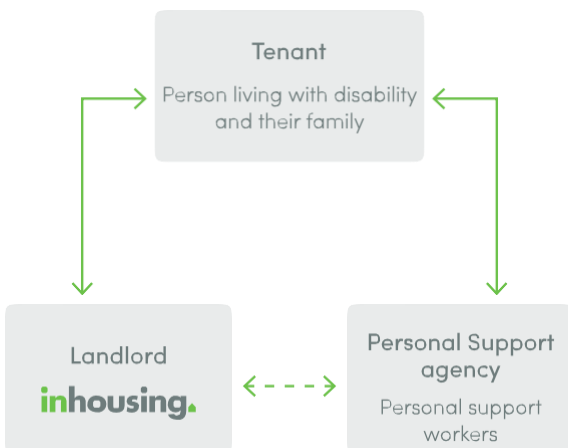 Tenant
Person living with disability
and their family
Landlord
inhousing.
Personal Support
agency
Personal support
workers